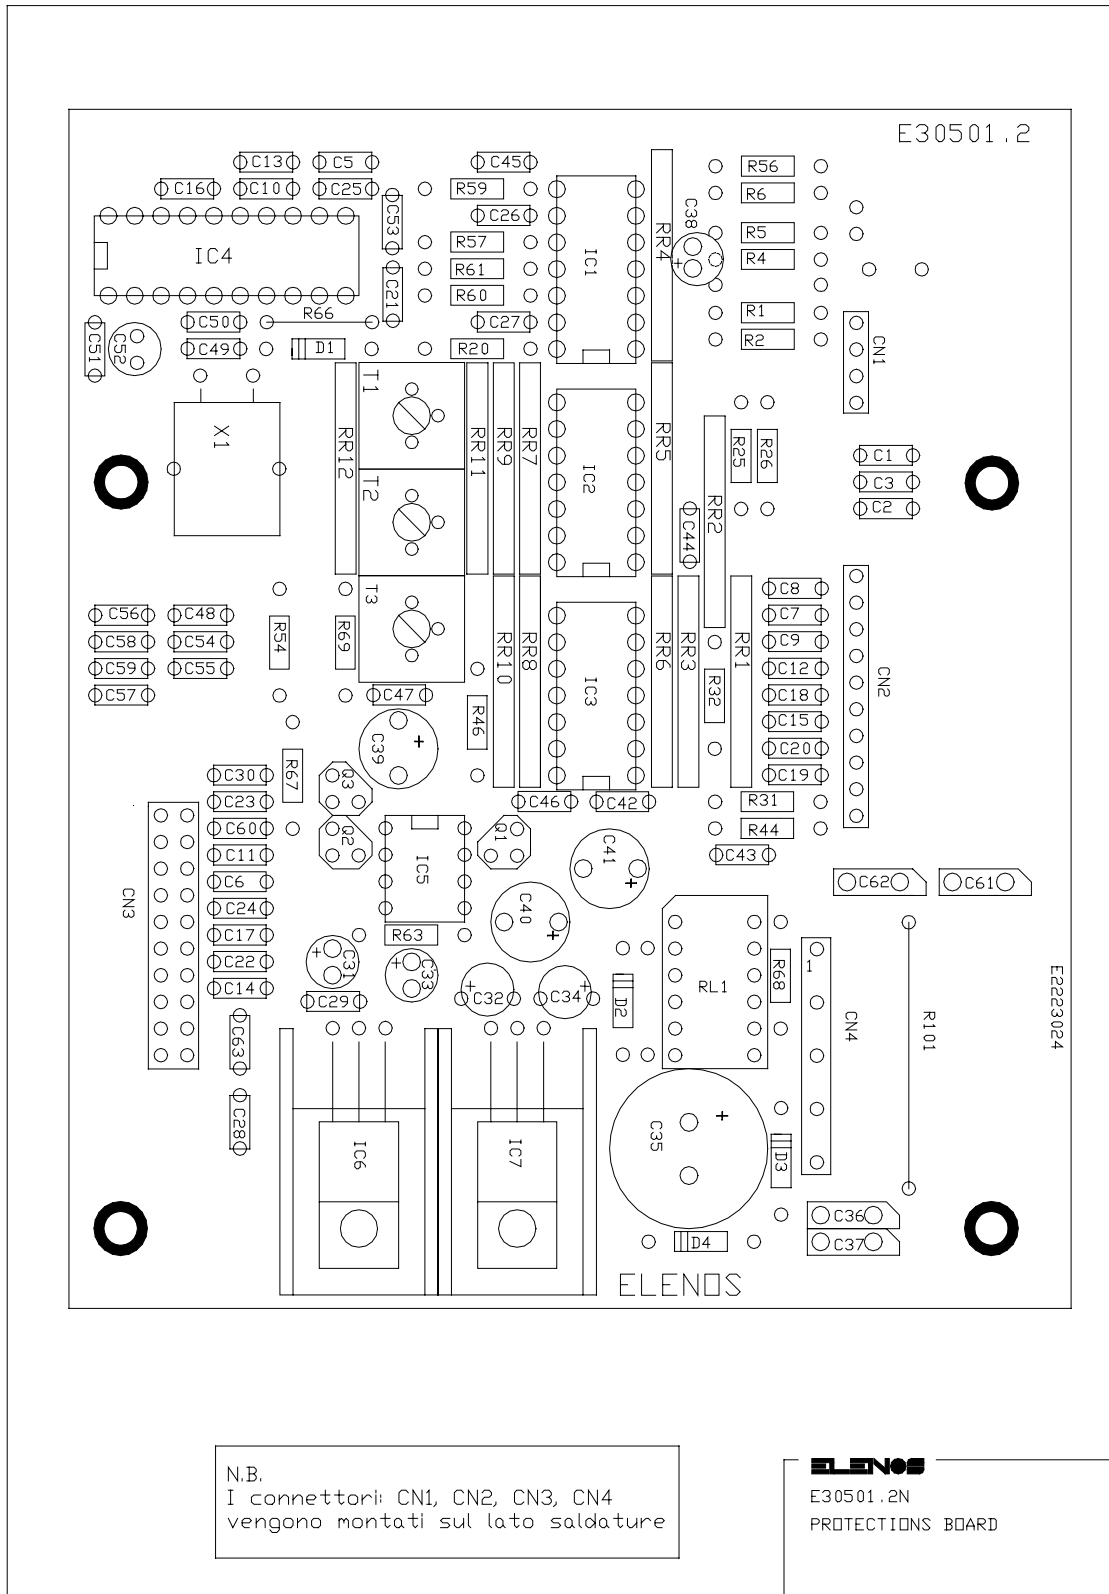 E30501.2
C13 C5 C45 R56
C16 C10 C25 R59 R6
C53 C26 C38
IC4 R57 IC1 RR4 R5
R61 + R4
C21 R60
C50 R66 C27 R1
C51 C52 C49 D1 R20 R2 CN1
T1
X1 RR12 RR11 RR9 RR7 RR5 R25 R26 C1
T2 IC2 C3
RR2 C2
C44
T3 C8
C56 C48 C7
C58 C54 R54 R69 RR10 RR8 RR6 RR3 RR1 C9
C59 C55 C12 CN2
C57 C47 IC3 R32 C18
R46 C15
C39 + C20
C30 R67 Q3 C19
C23 C46 C42 R31
C60 Q2 Q1 R44
C11 IC5 C41 C43
CN3 C6 + C62 C61
C24 C40
C17 R63 +
C22 + C31 + C33 R68 1
C14 C29 + C32 + C34 D2 RL1
C63 CN4 R101 E2223024
C28 IC6 IC7 C35 + D3
C36
D4 C37
ELENOS
N.B.
I connettori: CN1, CN2, CN3, CN4
vengono montati sul lato saldature
ELENOS
E30501.2N
PROTECTIONS BOARD